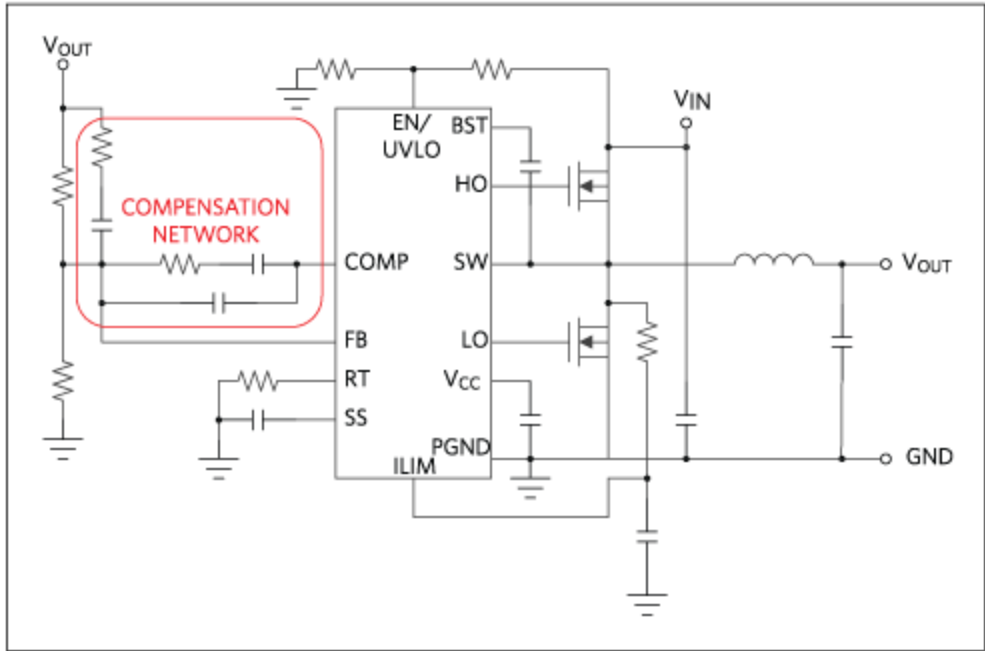 VOUT
VIN
EN/
UVLO
BST
HO
COMPENSATION
NETWORK
COMP
SW
VOUT
FB
LO
RT
VCC
SS
PGND
ILIM
GND